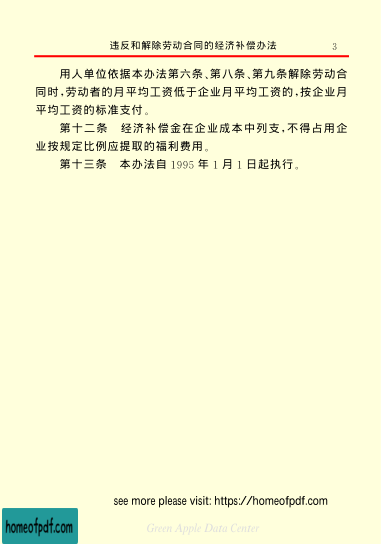 违反和解除劳动合同的经济补偿办法 3
用人单位依据本办法第六条、第八条、第九条解除劳动合
同时,劳动者的月平均工资低于企业月平均工资的,按企业月
平均工资的标准支付。
第十二条 经济补偿金在企业成本中列支,不得占用企
业按规定比例应提取的福利费用。
第十三条 本办法自 1995 年 1 月 1 日起执行。
see more please visit: https://homeofpdf.com
homeofpdf.com
Green Apple Data Center